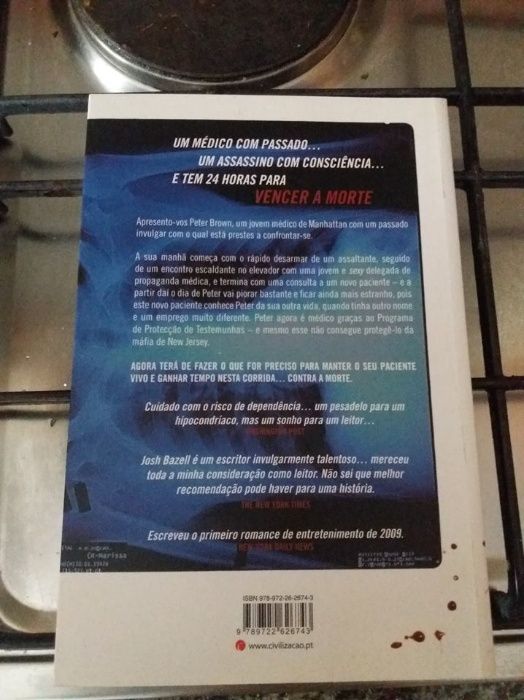 UM MÉDICO COM PASSADO...
UM ASSASSINO COM CONSCIÊNCIA...
E TEM 24 HORAS PARA
VENCER A MORTE
Apresento-vos Peter Brown, um jovem médico de Manhattan com um passado
invulgar com o qual está prestes a confrontar-se.
A sua manhã começa com o rápido desarmar de um assaltante, seguido
de um encontro escaldante no elevador com uma jovem e sexy delegada de
propaganda médica, e termina com uma consulta a um novo paciente – e a
partir daí o dia de Peter vai piorar bastante e ficar ainda mais estranho, pois
este novo paciente conhece Peter da sua outra vida, quando tinha outro nome
e um emprego muito diferente. Peter agora é médico graças ao Programa
de Protecção de Testemunhas – e mesmo esse não consegue protegê-lo da
máfia de New Jersey.
AGORA TERÁ DE FAZER O QUE FOR PRECISO PARA MANTER O SEU PACIENTE
VIVO E GANHAR TEMPO NESTA CORRIDA... CONTRA A MORTE.
Cuidado com o risco de dependência... um pesadelo para um
hipocondríaco, mas um sonho para um leitor...
WASHINGTON POST
Josh Bazell é um escritor invulgarmente talentoso... mereceu
toda a minha consideração como leitor. Não sei que melhor
recomendação pode haver para uma história.
THE NEW YORK TIMES
Escreveu o primeiro romance de entretenimento de 2009.
NEW YORK DAILY NEWS
ISBN 978-972-26-2674-3
9 789722 626743
www.civilizacao.pt